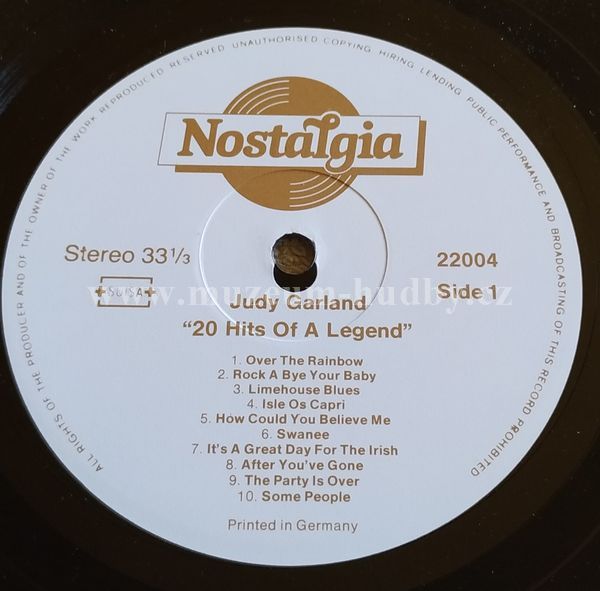 ALL RIGHTS OF THE PRODUCER AND OF THE OWNER OF THE WORK REPRODUCED RESERVED UNAUTHORISED COPYING, HIRING, LENDING, PUBLIC PERFORMANCE AND BROADCASTING OF THIS RECORD PROHIBITED
Nostalgia
Stereo 33 1/3
22004
SUISA
Side 1
www.muzeum-hudby.cz
Judy Garland
"20 Hits Of A Legend"
1. Over The Rainbow
2. Rock A Bye Your Baby
3. Limehouse Blues
4. Isle Os Capri
5. How Could You Believe Me
6. Swanee
7. It's A Great Day For The Irish
8. After You've Gone
9. The Party Is Over
10. Some People
Printed in Germany